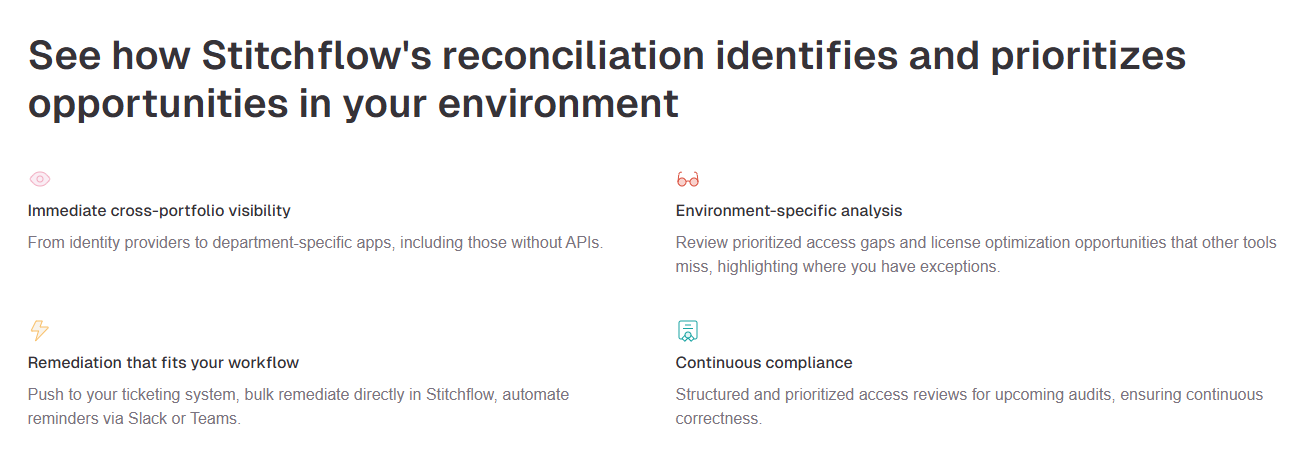 See how Stitchflow's reconciliation identifies and prioritizes
opportunities in your environment
Immediate cross-portfolio visibility
From identity providers to department-specific apps, including those without APIs.
Environment-specific analysis
Review prioritized access gaps and license optimization opportunities that other tools
miss, highlighting where you have exceptions.
Remediation that fits your workflow
Push to your ticketing system, bulk remediate directly in Stitchflow, automate
reminders via Slack or Teams.
Continuous compliance
Structured and prioritized access reviews for upcoming audits, ensuring continuous
correctness.